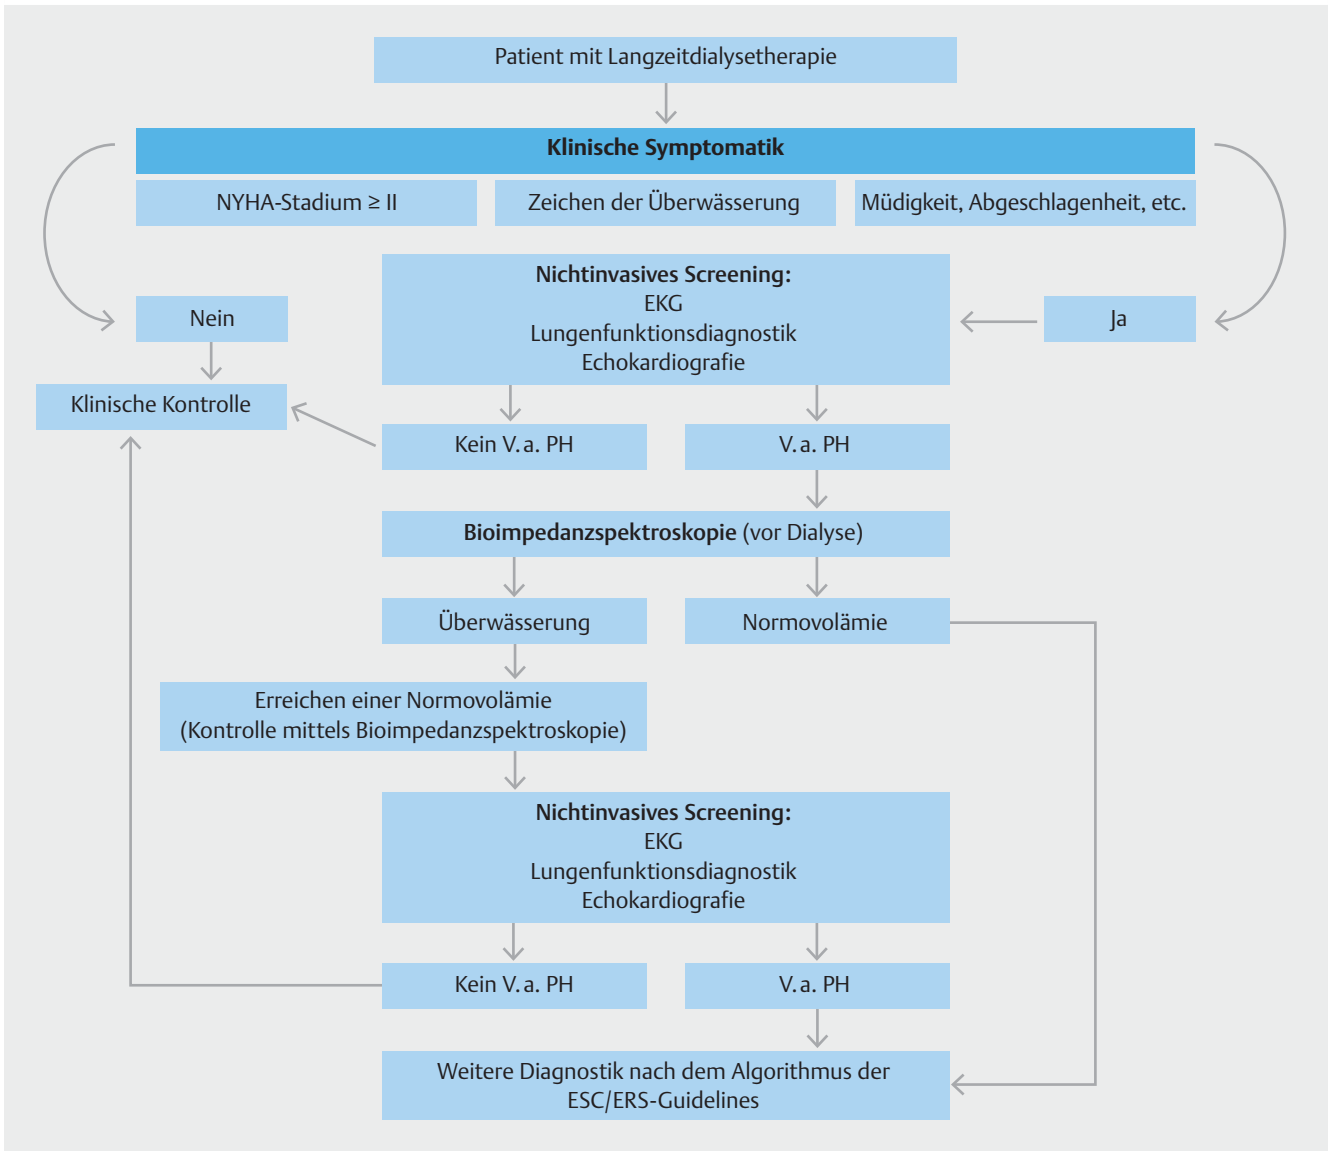 Patient mit Langzeitdialysetherapie
Klinische Symptomatik
NYHA-Stadium ≥ II
Zeichen der Überwässerung
Müdigkeit, Abgeschlagenheit, etc.
Nichtinvasives Screening:
EKG
Lungenfunktionsdiagnostik
Echokardiografie
Nein
Ja
Klinische Kontrolle
Kein V. a. PH
V. a. PH
Bioimpedanzspektroskopie (vor Dialyse)
Überwässerung
Normovolämie
Erreichen einer Normovolämie
(Kontrolle mittels Bioimpedanzspektroskopie)
Nichtinvasives Screening:
EKG
Lungenfunktionsdiagnostik
Echokardiografie
Kein V. a. PH
V. a. PH
Weitere Diagnostik nach dem Algorithmus der
ESC/ERS-Guidelines